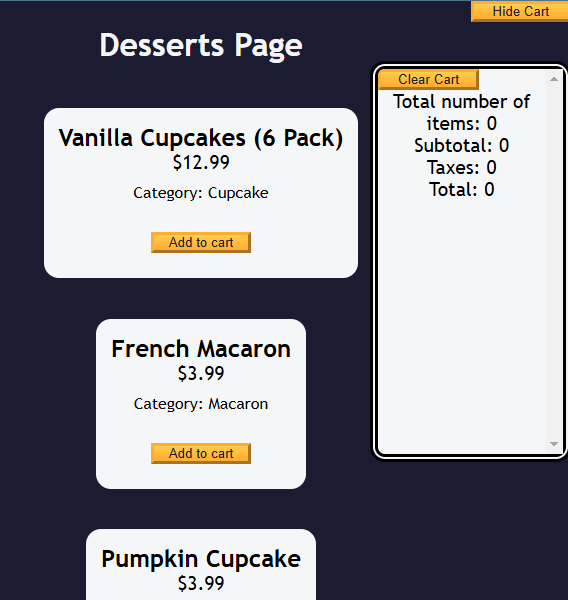 Hide Cart
Desserts Page
Clear Cart
Total number of
items: 0
Subtotal: 0
Taxes: 0
Total: 0
Vanilla Cupcakes (6 Pack)
$12.99
Category: Cupcake
Add to cart
French Macaron
$3.99
Category: Macaron
Add to cart
Pumpkin Cupcake
$3.99